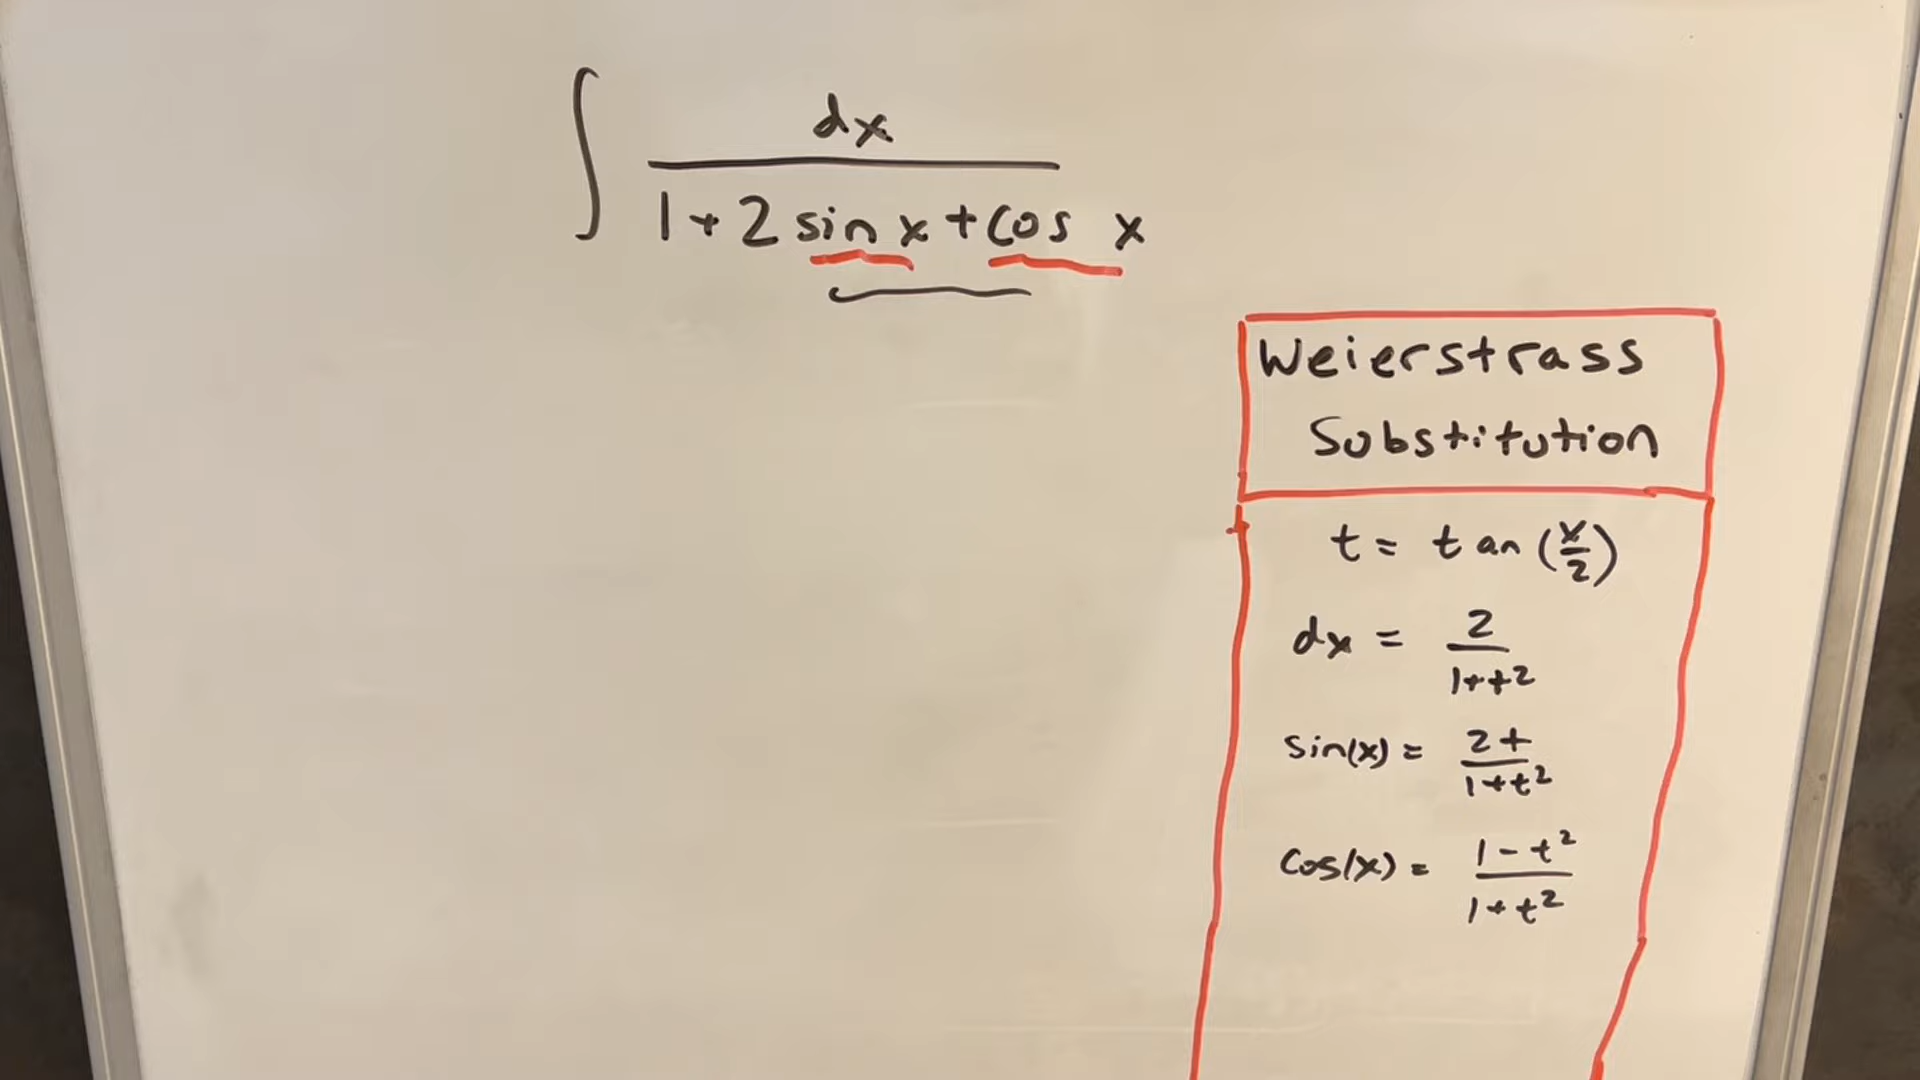 ∫ dx
1+2 sin x + cos x
Weierstrass
Substitution
t = tan (x/2)
dx = 2/1+t²
sin(x) = 2t/1+t²
cos(x) = 1-t²/1+t²